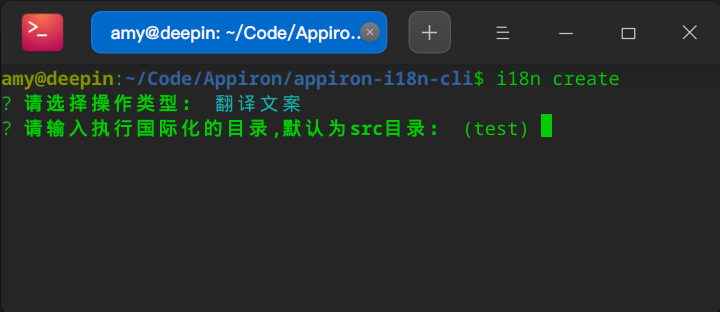 amy@deepin: ~/Code/Appiro..
amy@deepin:~/Code/Appiron/appiron-i18n-cli$ i18n create
? 请选择操作类型: 翻译文案
? 请输入执行国际化的目录,默认为src目录: (test)